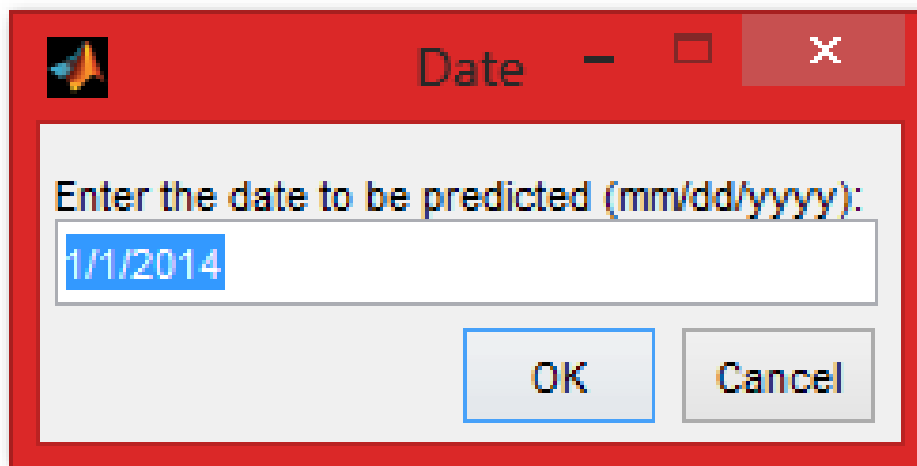 Date
Enter the date to be predicted (mm/dd/yyyy):
1/1/2014
OK
Cancel